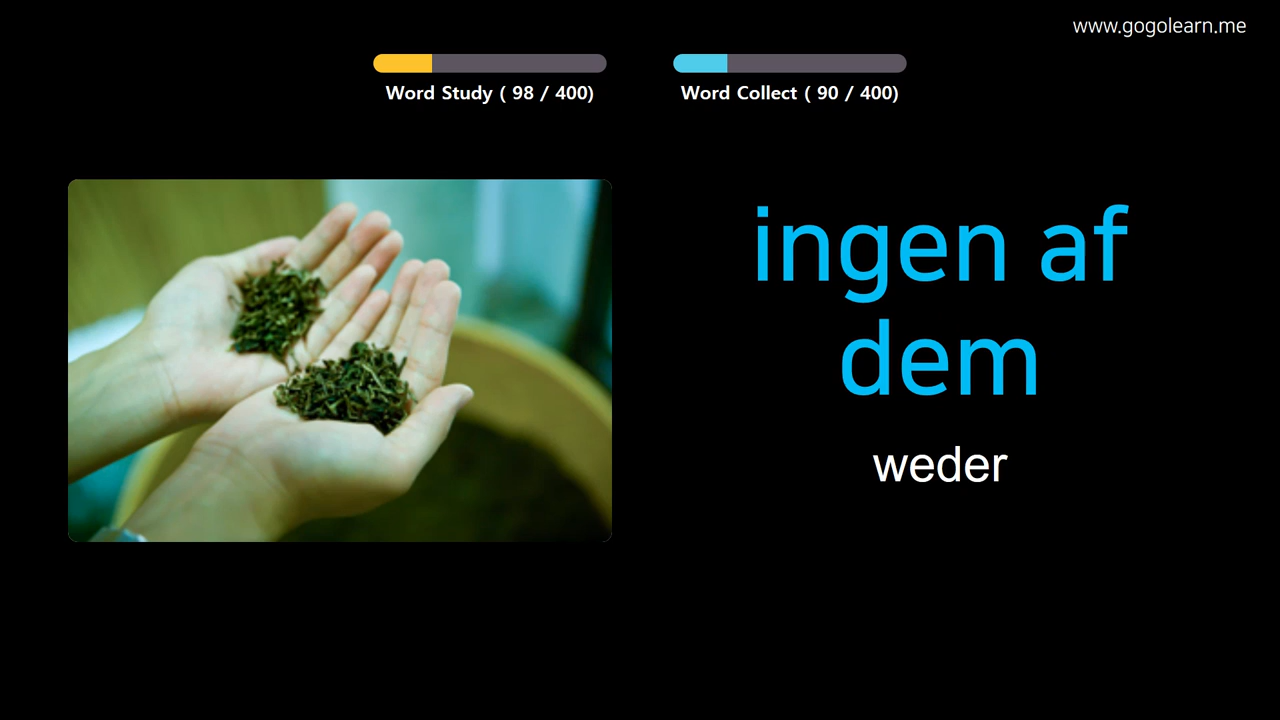 www.gogolearn.me
Word Study ( 98 / 400)
Word Collect ( 90 / 400)
ingen af
dem
weder